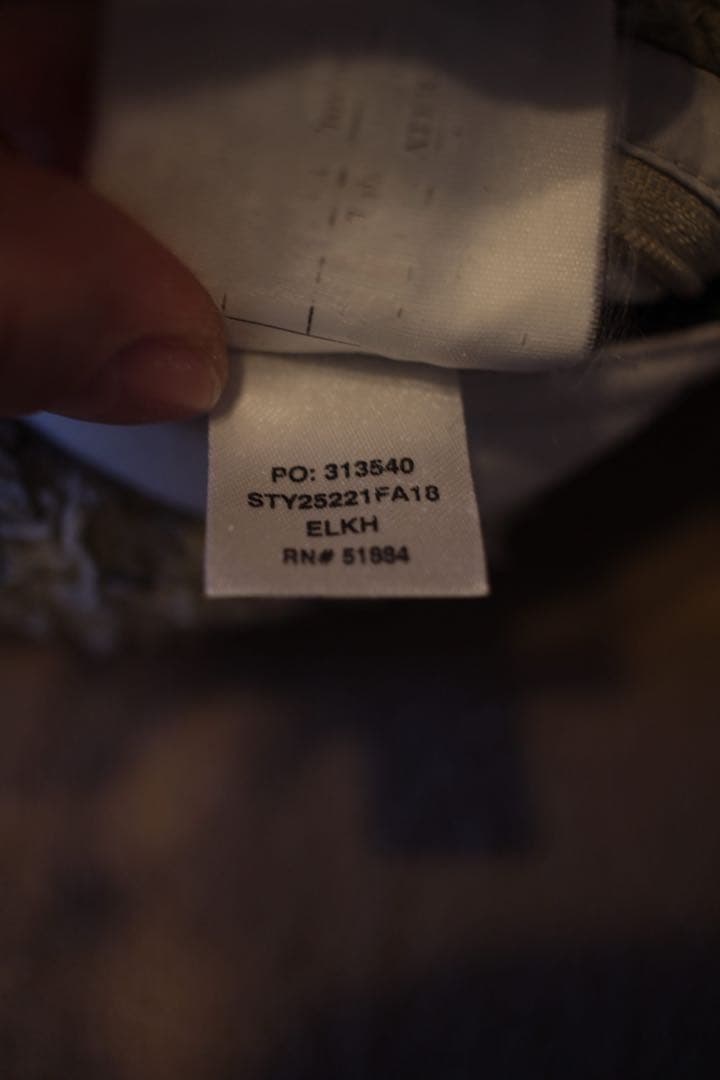 PO: 313540
STY25221FA18
ELKH
RN# 51884